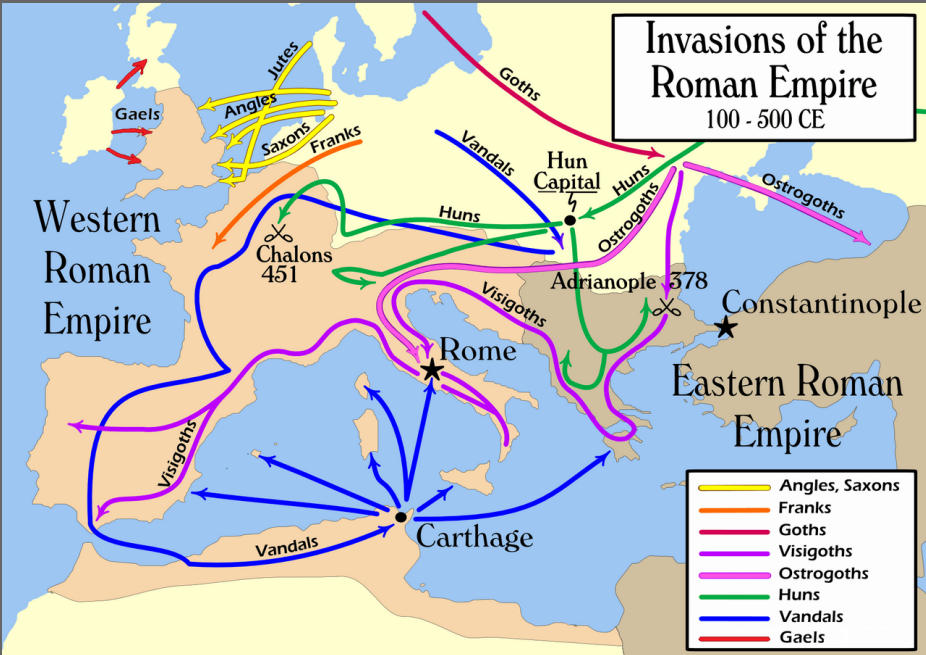 Invasions of the
Roman Empire
100 - 500 CE
Jutes
Angles
Saxons
Franks
Gaels
Goths
Vandals
Hun
Capital
Huns
Ostrogoths
Ostrogoths
Huns
Western
Roman
Empire
Chalons
451
Adrianople 378
Visigoths
Constantinople
Rome
Eastern Roman
Empire
Visigoths
Carthage
Vandals
Angles, Saxons
Franks
Goths
Visigoths
Ostrogoths
Huns
Vandals
Gaels